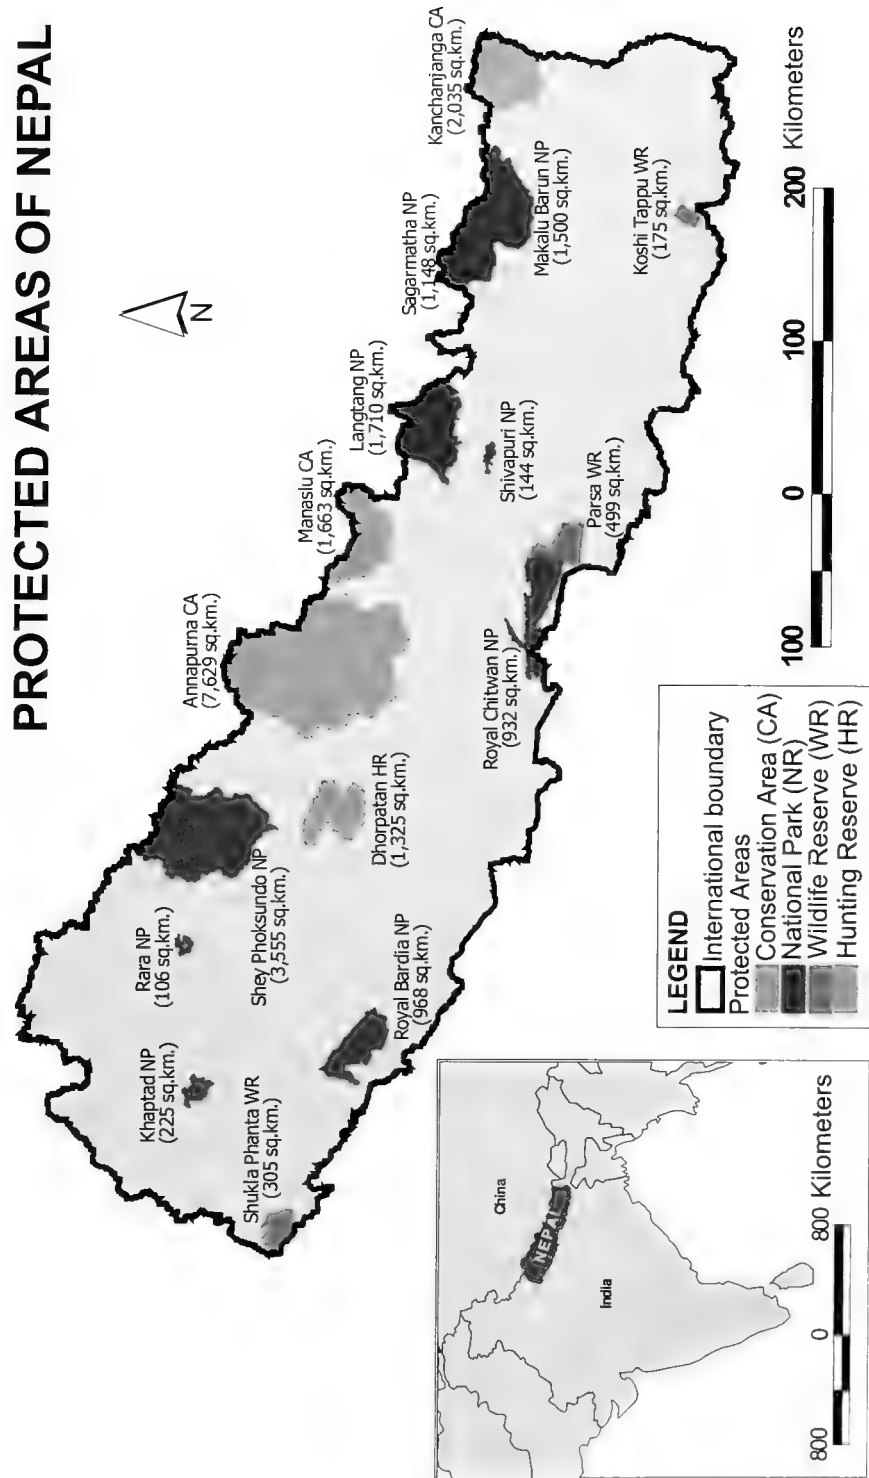 PROTECTED AREAS OF NEPAL
N
Khaptad NP
(225 sq.km.)
Rara NP
(106 sq.km.)
Shukla Phanta WR
(305 sq.km.)
Shey Phoksundo NP
(3,555 sq.km.)
Royal Bardia NP
(968 sq.km.)
Dhorpatan HR
(1,325 sq.km.)
Annapurna CA
(7,629 sq.km.)
Manaslu CA
(1,663 sq.km.)
Langtang NP
(1,710 sq.km.)
Sagarmatha NP
(1,148 sq.km.)
Kanchanjanga CA
(2,035 sq.km.)
Makalu Barun NP
(1,500 sq.km.)
Shivapuri NP
(144 sq.km.)
Royal Chitwan NP
(932 sq.km.)
Parsa WR
(499 sq.km.)
Koshi Tappu WR
(175 sq.km.)
100 0 100 200 Kilometers
LEGEND
International boundary
Protected Areas
Conservation Area (CA)
National Park (NR)
Wildlife Reserve (WR)
Hunting Reserve (HR)
China
NEPAL
India
800 0 800 Kilometers